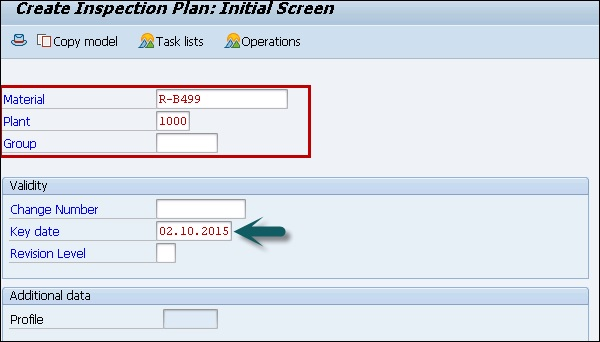 Create Inspection Plan: Initial Screen
Copy model Task lists Operations
Material R-B499
Plant 1000
Group
Validity
Change Number
Key date 02.10.2015
Revision Level
Additional data
Profile